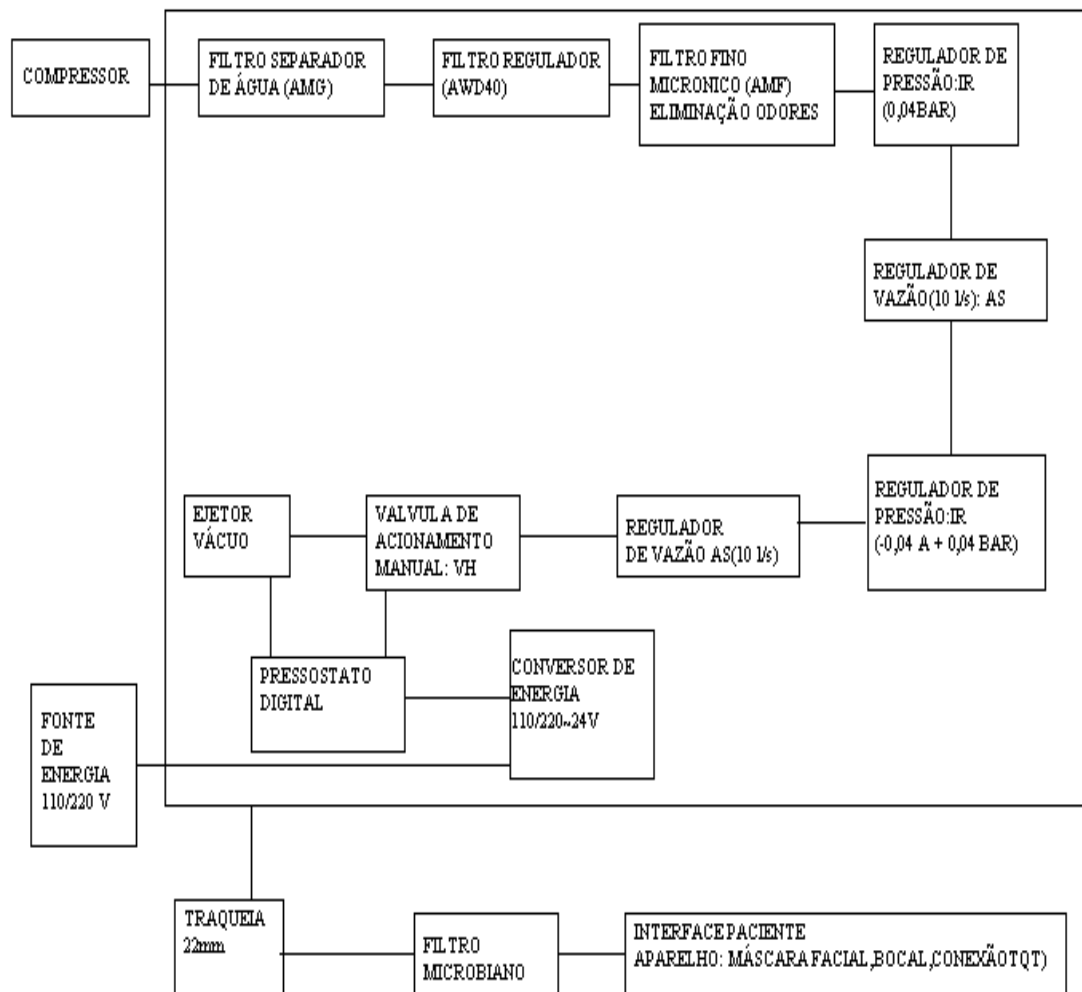 COMPRESSOR
FILTRO SEPARADOR
DE ÁGUA (AMG)
FILTRO REGULADOR
(AWD40)
FILTRO FINO
MICRONICO (AMF)
ELIMINAÇÃO ODORES
REGULADOR DE
PRESSÃO:IR
(0,04BAR)
REGULADOR DE
VAZÃO(10 l/s): AS
EJETOR
VÁCUO
VALVULA DE
ACIONAMENTO
MANUAL: VH
REGULADOR
DE VAZÃO AS(10 l/s)
REGULADOR DE
PRESSÃO:IR
(-0,04 A + 0,04 BAR)
PRESSOSTATO
DIGITAL
CONVERSOR DE
ENERGIA
110/220~24V
FONTE
DE
ENERGIA
110/220 V
TRAQUEIA
22mm
FILTRO
MICROBIANO
INTERFACE PACIENTE
APARELHO: MÁSCARA FACIAL,BOCAL,CONEXÃOTQT)